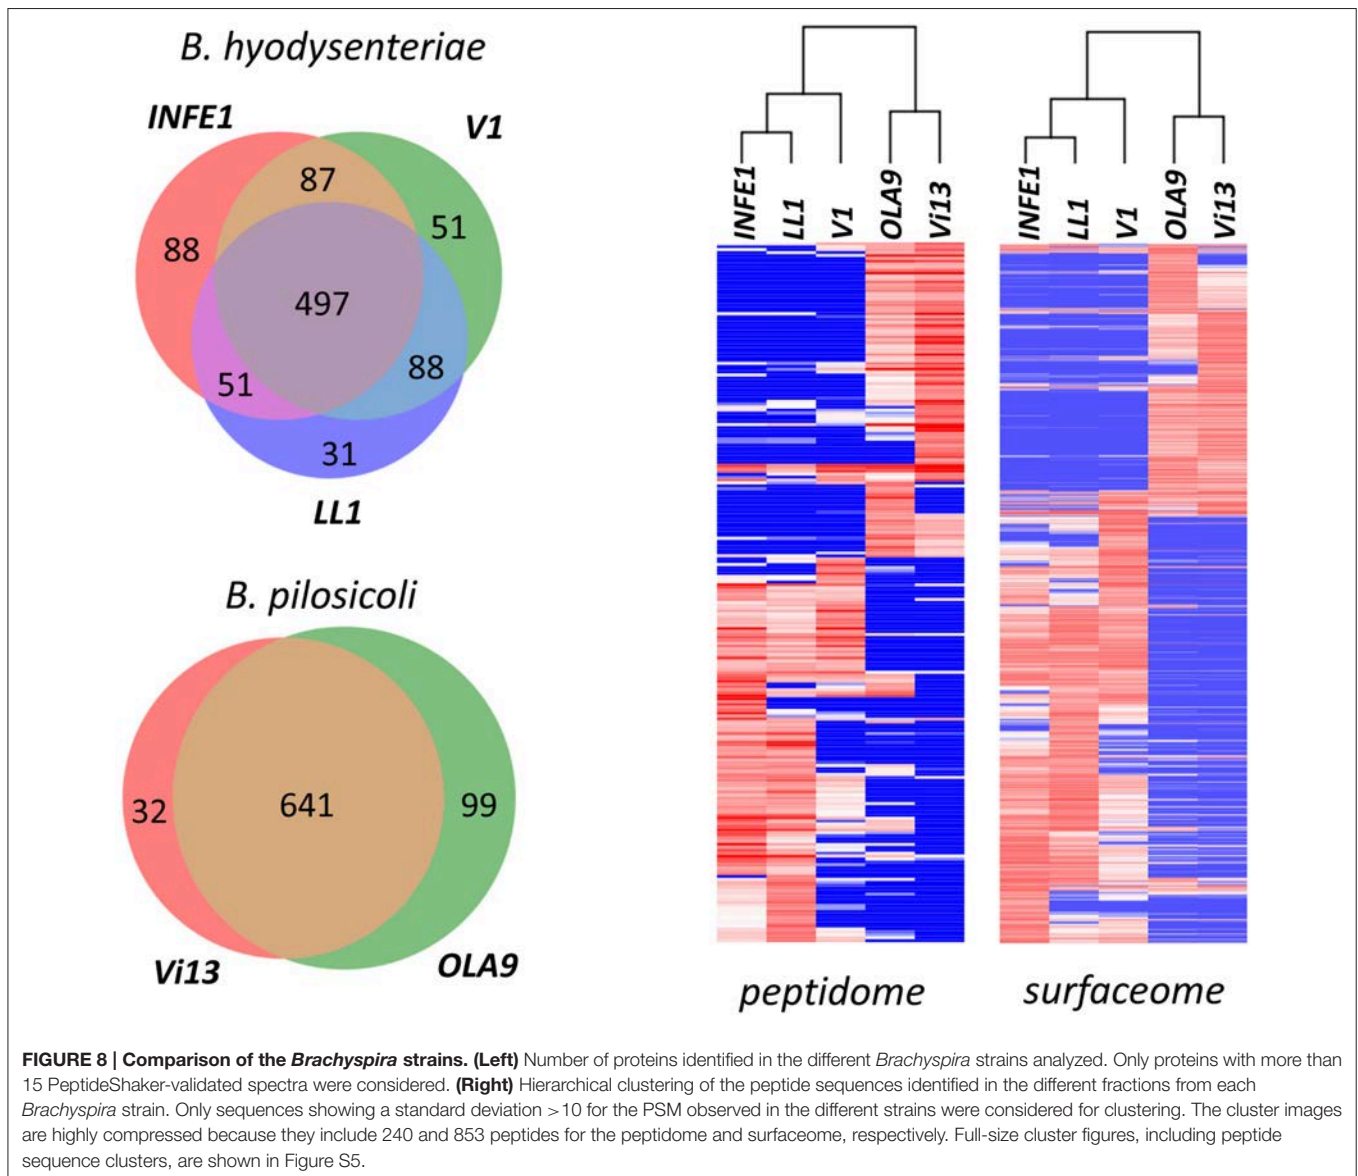 B. hyodysenteriae
INFE1
V1
87
51
88
497
51
88
31
LL1
B. pilosicoli
32
641
99
Vi13
OLA9
INFE1
LL1
V1
OLA9
Vi13
peptidome
INFE1
LL1
V1
OLA9
Vi13
surfaceome
FIGURE 8 | Comparison of the Brachyspira strains. (Left) Number of proteins identified in the different Brachyspira strains analyzed. Only proteins with more than
15 PeptideShaker-validated spectra were considered. (Right) Hierarchical clustering of the peptide sequences identified in the different fractions from each
Brachyspira strain. Only sequences showing a standard deviation >10 for the PSM observed in the different strains were considered for clustering. The cluster images
are highly compressed because they include 240 and 853 peptides for the peptidome and surfaceome, respectively. Full-size cluster figures, including peptide
sequence clusters, are shown in Figure S5.